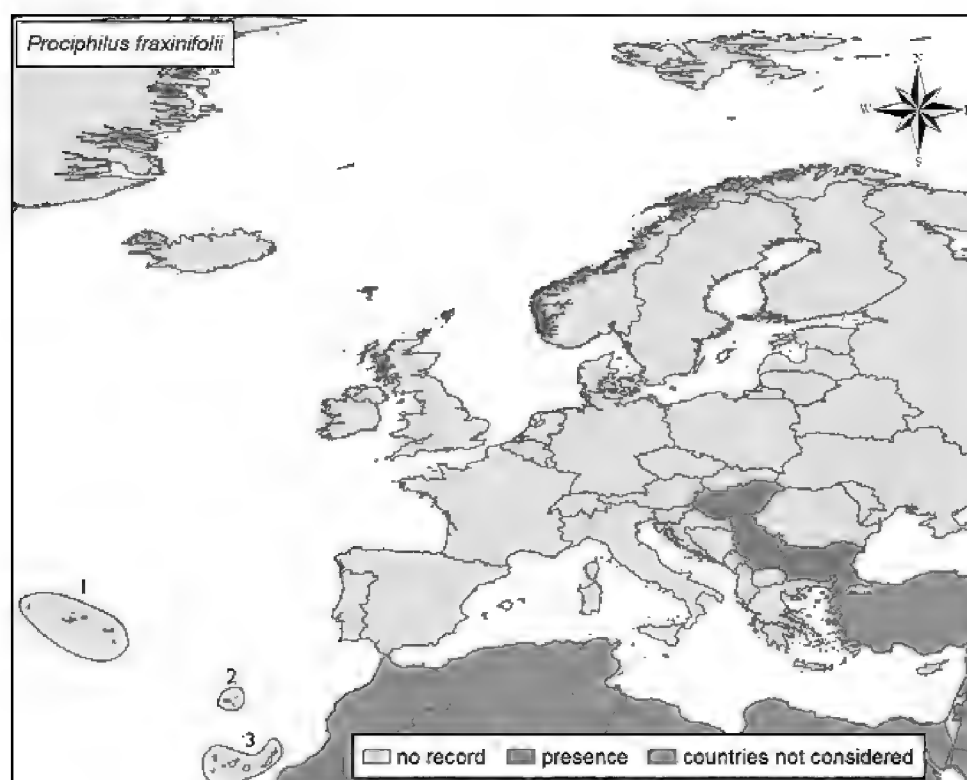 Prociphilus fraxinifolii
N
W E
S
1
2
3
no record presence countries not considered